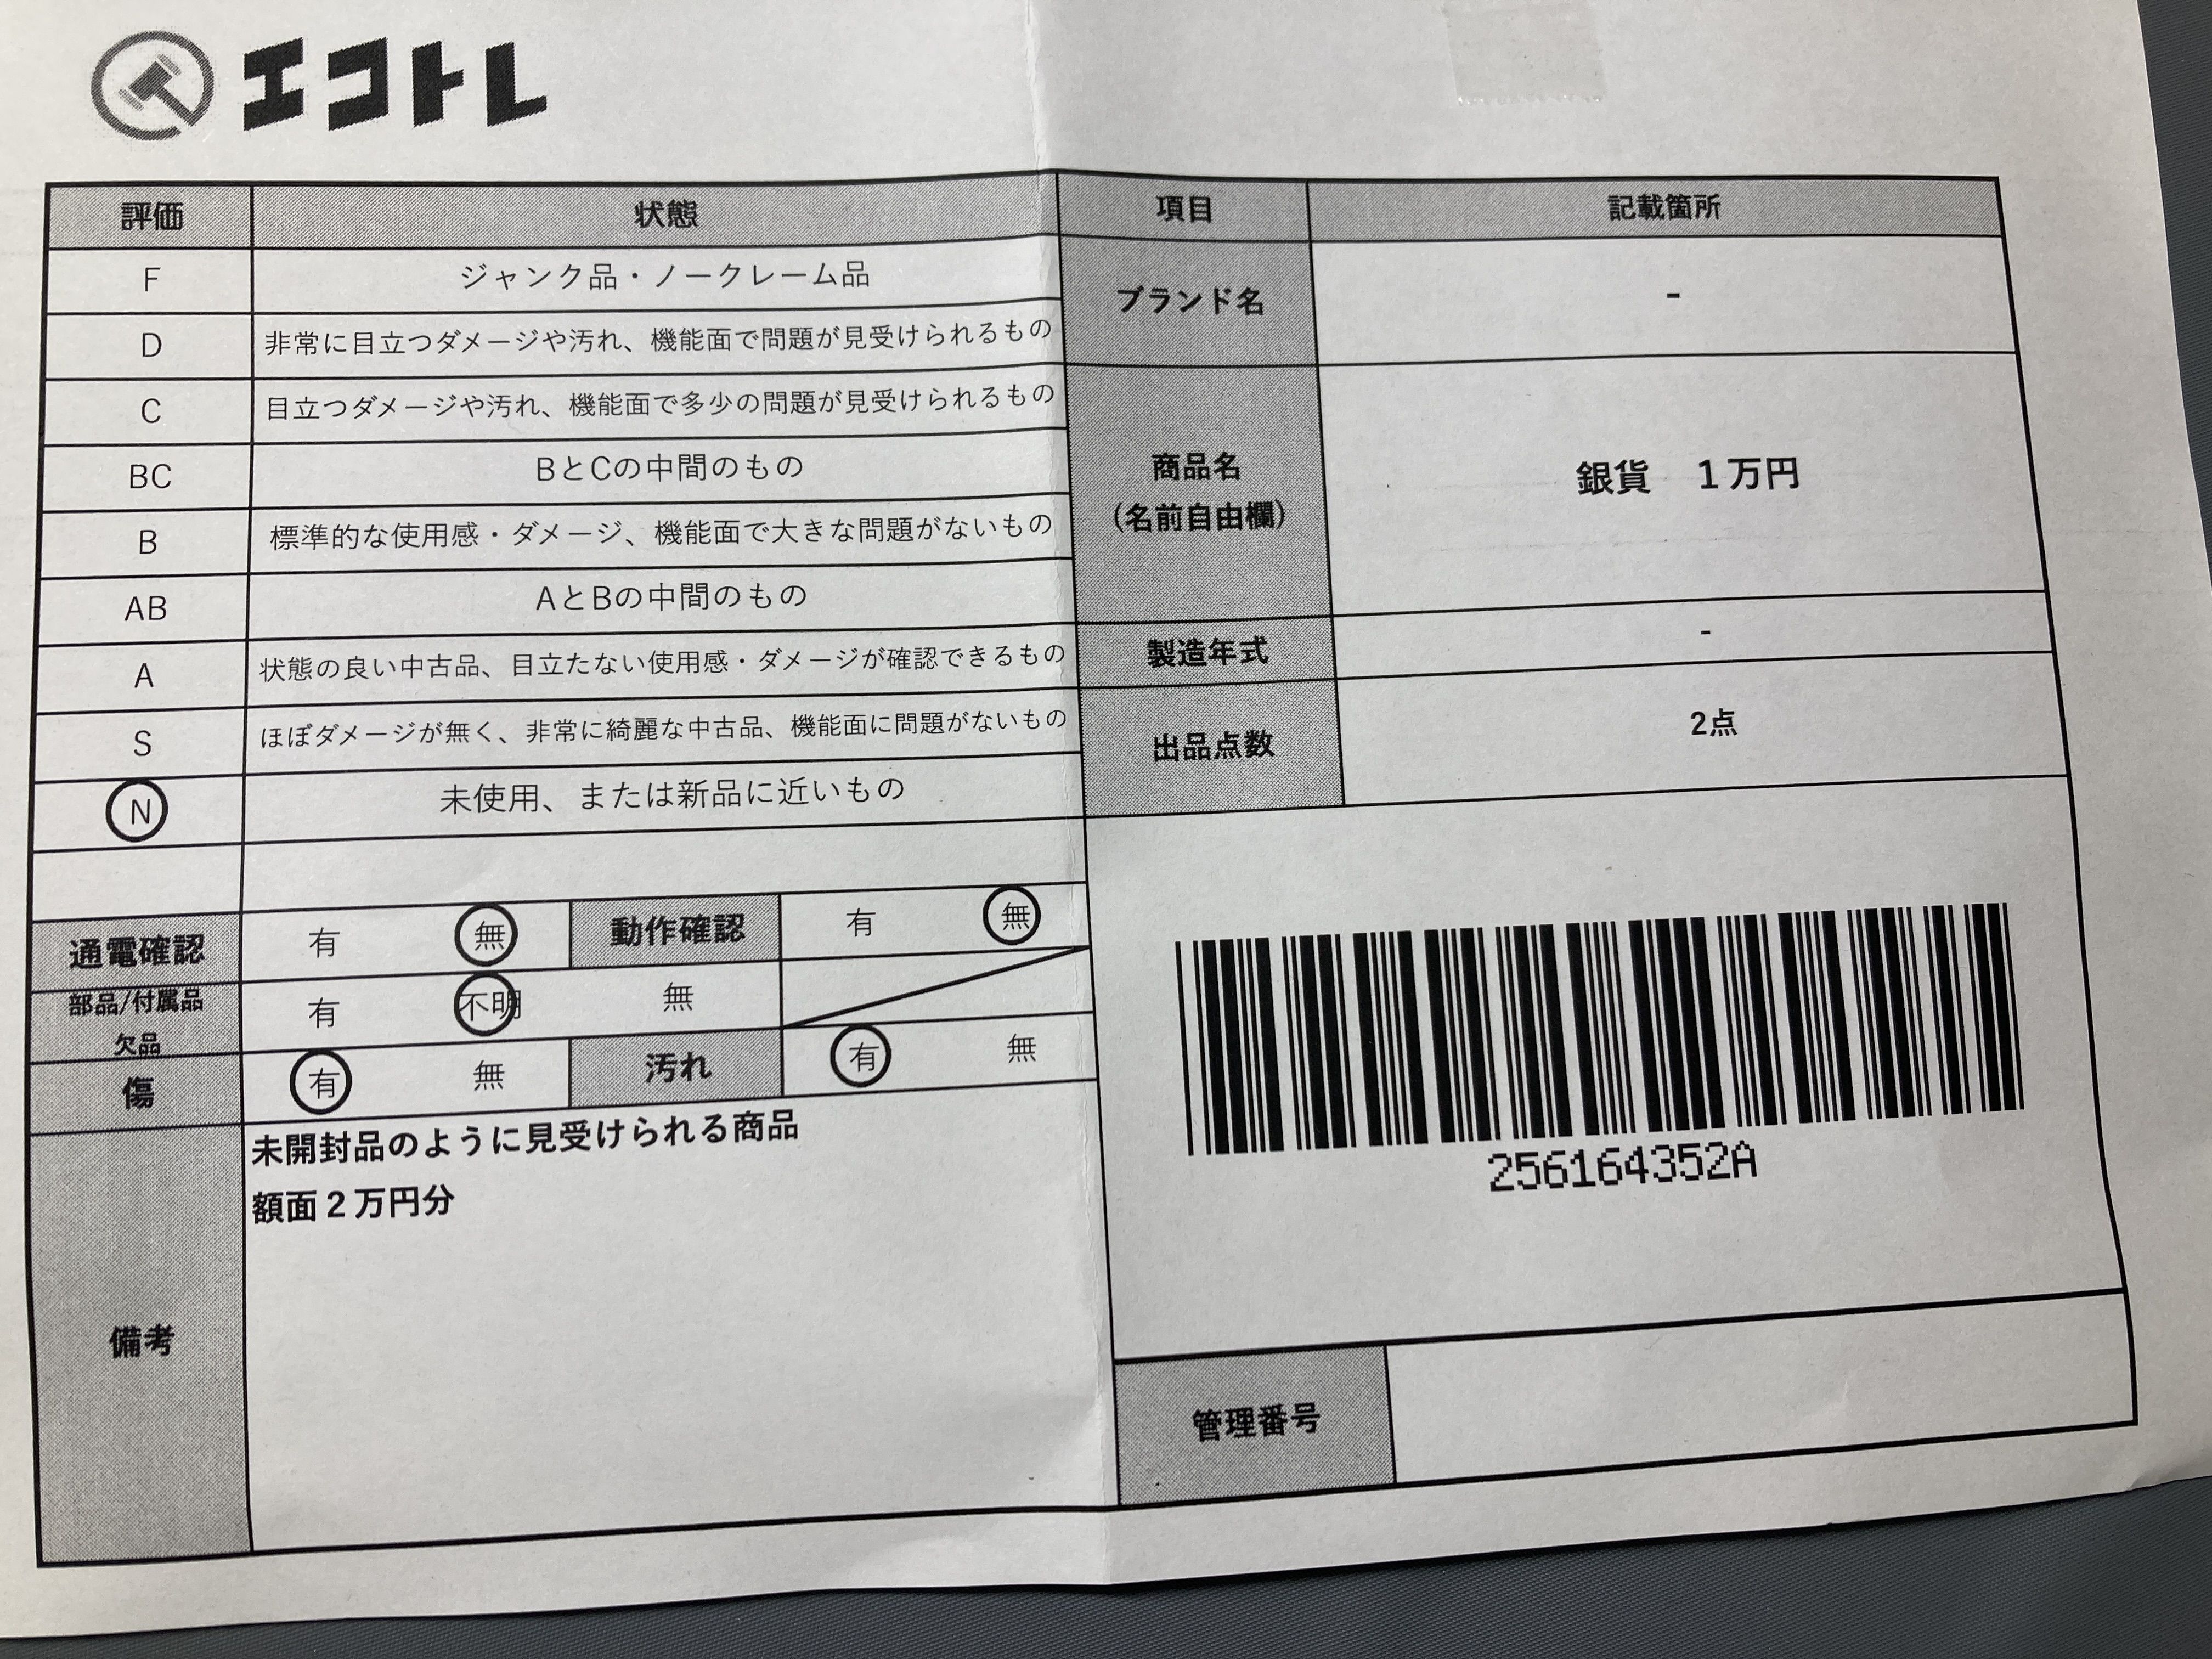 エコトレ
評価 状態
F ジャンク品・ノークレーム品
D 非常に目立つダメージや汚れ、機能面で問題が見受けられるもの
C 目立つダメージや汚れ、機能面で多少の問題が見受けられるもの
BC BとCの中間のもの
B 標準的な使用感・ダメージ、機能面で大きな問題がないもの
AB AとBの中間のもの
A 状態の良い中古品、目立たない使用感・ダメージが確認できるもの
S ほぼダメージが無く、非常に綺麗な中古品、機能面に問題がないもの
N 未使用、または新品に近いもの
通電確認 有 無 動作確認 有 無
部品/付属品
欠品 有 不明 無
傷 有 無 汚れ 有 無
備考
未開封品のように見受けられる商品
額面２万円分
項目 記載箇所
ブランド名 -
商品名
（名前自由欄）
銀貨　１万円
製造年式 -
出品点数 2点
256164352A
管理番号